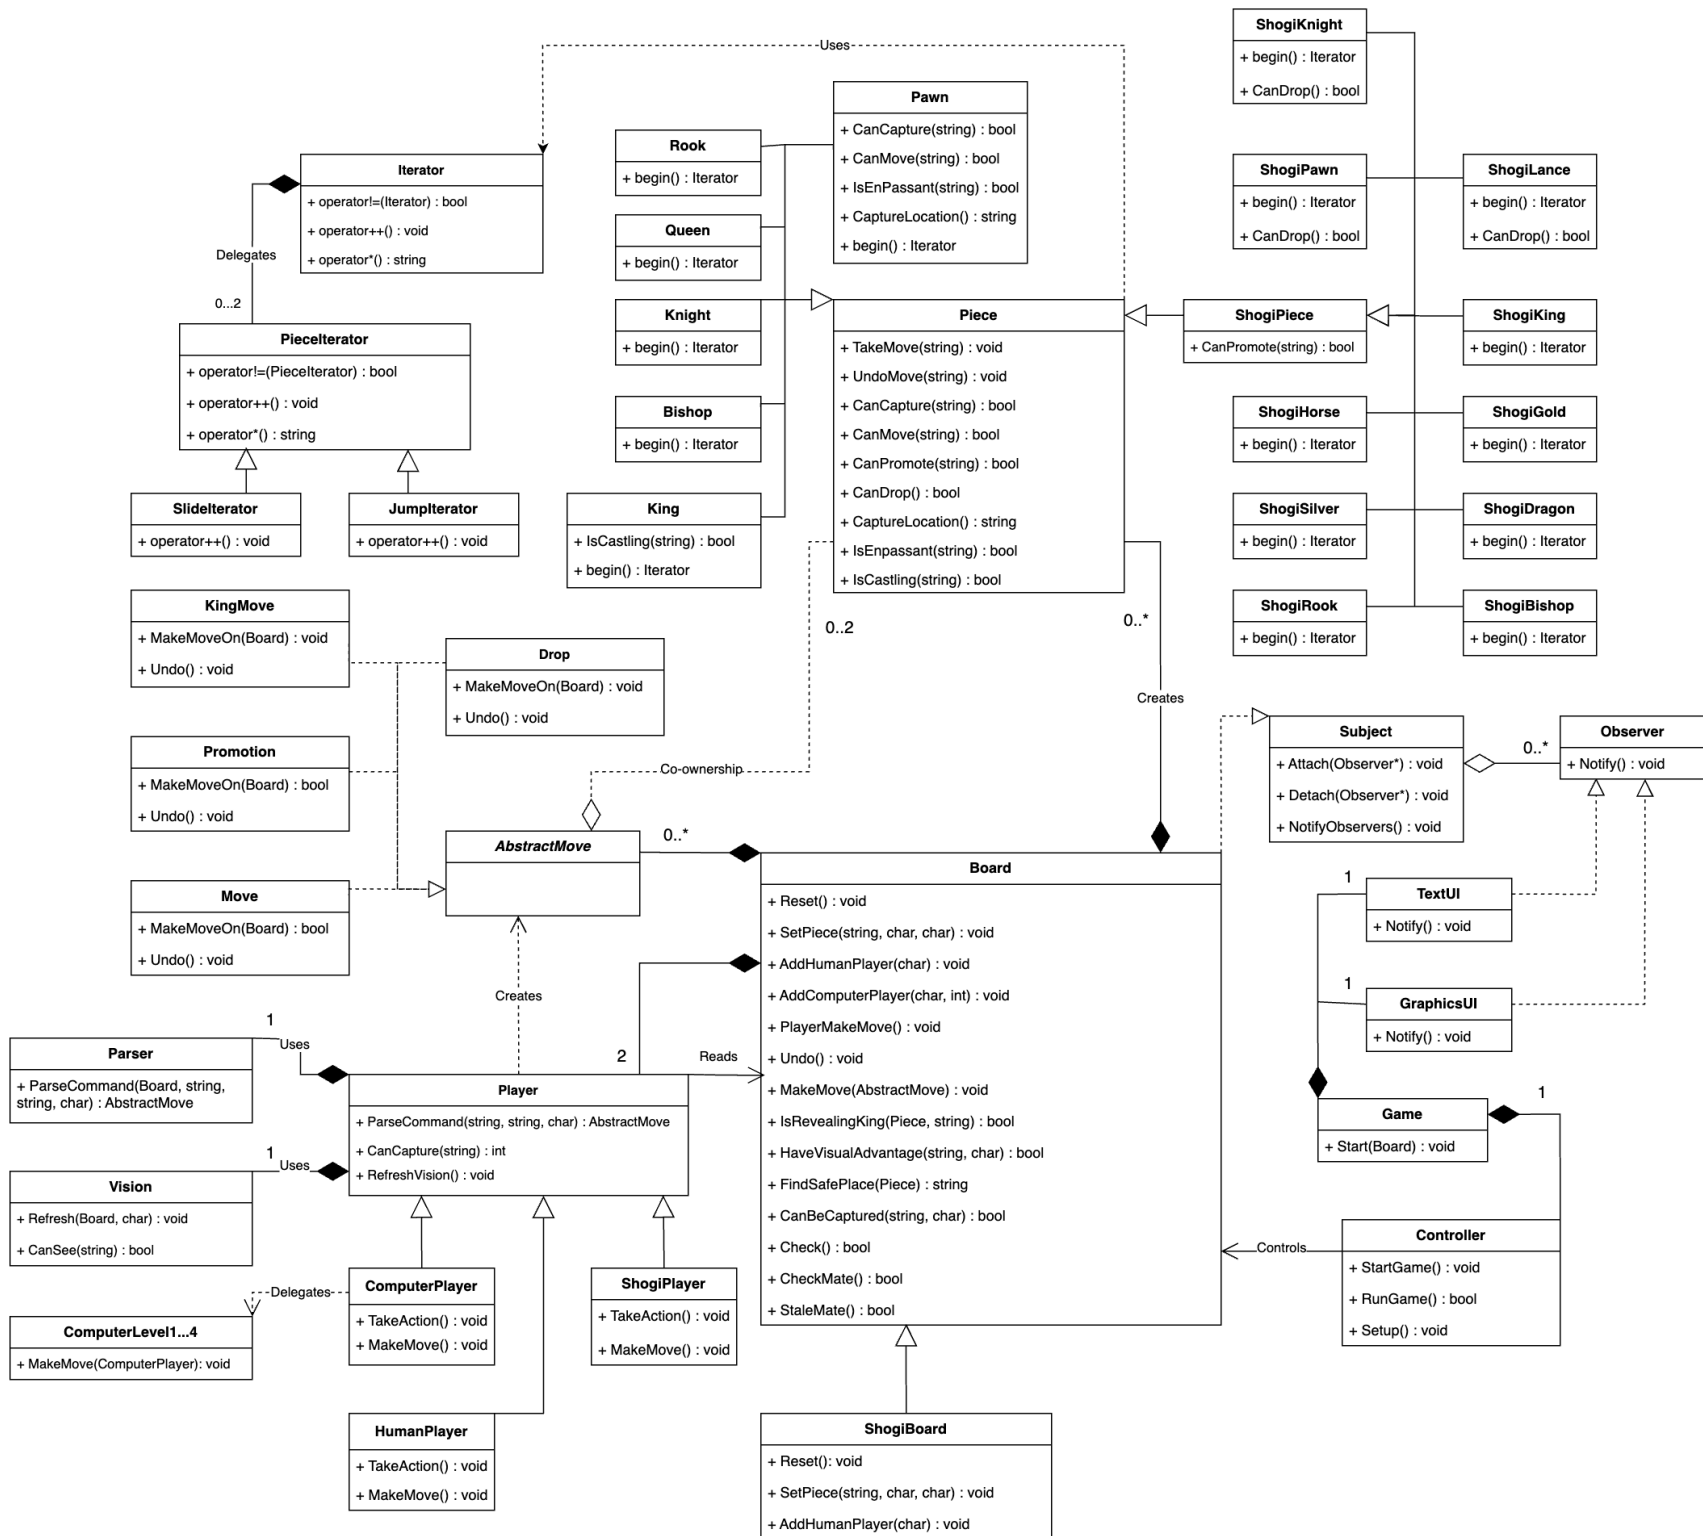 Uses
ShogiKnight
+ begin() : Iterator
+ CanDrop() : bool
Pawn
+ CanCapture(string) : bool
+ CanMove(string) : bool
+ IsEnPassant(string) : bool
+ CaptureLocation() : string
+ begin() : Iterator
Rook
+ begin() : Iterator
Iterator
+ operator!=(Iterator) : bool
+ operator++() : void
+ operator*() : string
Queen
+ begin() : Iterator
ShogiPawn
+ begin() : Iterator
+ CanDrop() : bool
ShogiLance
+ begin() : Iterator
+ CanDrop() : bool
Delegates
0...2
Knight
+ begin() : Iterator
Piece
+ TakeMove(string) : void
+ UndoMove(string) : void
+ CanCapture(string) : bool
+ CanMove(string) : bool
+ CanPromote(string) : bool
+ CanDrop() : bool
+ CaptureLocation() : string
+ IsEnpassant(string) : bool
+ IsCastling(string) : bool
ShogiPiece
+ CanPromote(string) : bool
ShogiKing
+ begin() : Iterator
PieceIterator
+ operator!=(PieceIterator) : bool
+ operator++() : void
+ operator*() : string
Bishop
+ begin() : Iterator
ShogiHorse
+ begin() : Iterator
ShogiGold
+ begin() : Iterator
SlideIterator
+ operator++() : void
JumpIterator
+ operator++() : void
King
+ IsCastling(string) : bool
+ begin() : Iterator
ShogiSilver
+ begin() : Iterator
ShogiDragon
+ begin() : Iterator
ShogiRook
+ begin() : Iterator
ShogiBishop
+ begin() : Iterator
KingMove
+ MakeMoveOn(Board) : void
+ Undo() : void
Drop
+ MakeMoveOn(Board) : void
+ Undo() : void
0..2
0..*
Creates
Promotion
+ MakeMoveOn(Board) : bool
+ Undo() : void
Co-ownership
Subject
+ Attach(Observer*) : void
+ Detach(Observer*) : void
+ NotifyObservers() : void
0..*
Observer
+ Notify() : void
AbstractMove
0..*
Move
+ MakeMoveOn(Board) : bool
+ Undo() : void
Board
+ Reset() : void
+ SetPiece(string, char, char) : void
+ AddHumanPlayer(char) : void
+ AddComputerPlayer(char, int) : void
+ PlayerMakeMove() : void
+ Undo() : void
+ MakeMove(AbstractMove) : void
+ IsRevealingKing(Piece, string) : bool
+ HaveVisualAdvantage(string, char) : bool
+ FindSafePlace(Piece) : string
+ CanBeCaptured(string, char) : bool
+ Check() : bool
+ CheckMate() : bool
+ StaleMate() : bool
1
TextUI
+ Notify() : void
1
GraphicsUI
+ Notify() : void
Creates
2
Reads
1
Uses
Parser
+ ParseCommand(Board, string,
string, char) : AbstractMove
Player
+ ParseCommand(string, string, char) : AbstractMove
+ CanCapture(string) : int
+ RefreshVision() : void
Game
+ Start(Board) : void
1
1
Uses
Vision
+ Refresh(Board, char) : void
+ CanSee(string) : bool
Controls
Controller
+ StartGame() : void
+ RunGame() : bool
+ Setup() : void
Delegates
ComputerPlayer
+ TakeAction() : void
+ MakeMove() : void
ShogiPlayer
+ TakeAction() : void
+ MakeMove() : void
ComputerLevel1...4
+ MakeMove(ComputerPlayer): void
HumanPlayer
+ TakeAction() : void
+ MakeMove() : void
ShogiBoard
+ Reset(): void
+ SetPiece(string, char, char) : void
+ AddHumanPlayer(char) : void